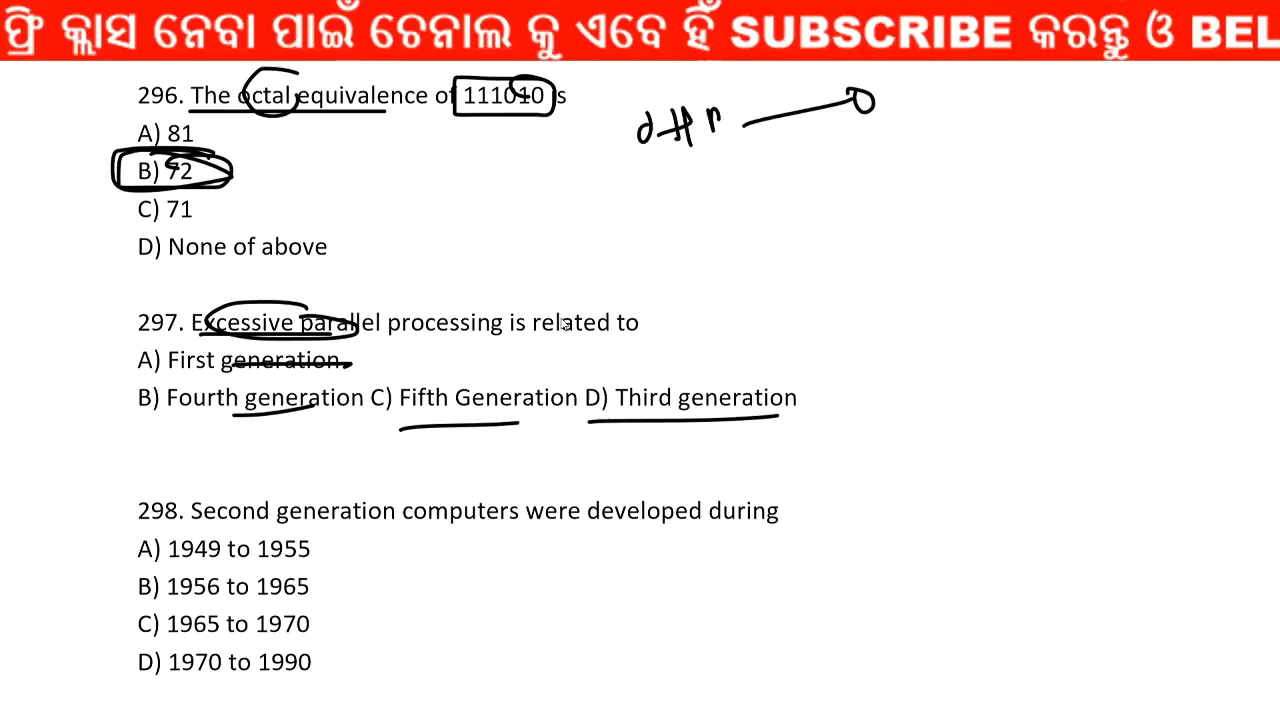 ଫ୍ରି କ୍ଲାସ ନେବା ପାଇଁ ଚେନାଲ କୁ ଏବେ ହିଁ SUBSCRIBE କରନ୍ତୁ ଓ BEL
296. The octal equivalence of 111010 is
A) 81
B) 72
C) 71
D) None of above
297. Excessive parallel processing is related to
A) First generation
B) Fourth generation C) Fifth Generation D) Third generation
298. Second generation computers were developed during
A) 1949 to 1955
B) 1956 to 1965
C) 1965 to 1970
D) 1970 to 1990